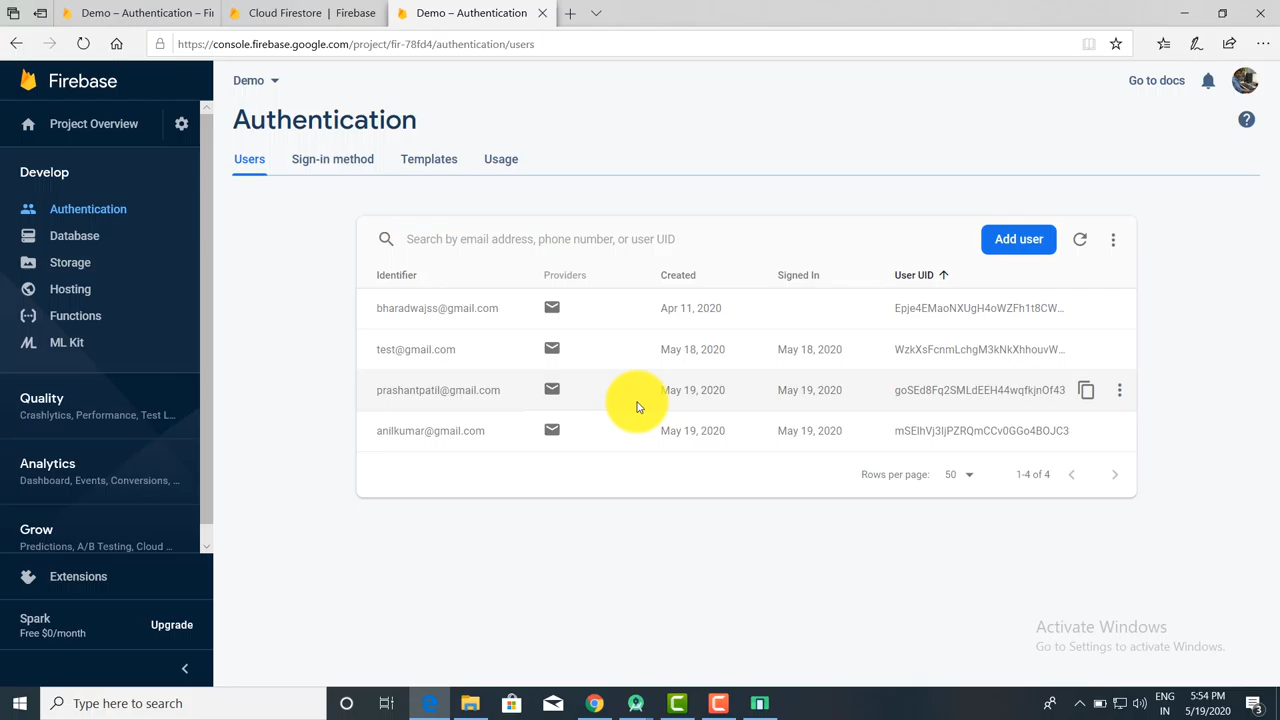 Demo – Authentication – Fi
Cloud Firestore | Firebase
Demo – Authentication
https://console.firebase.google.com/project/fir-78fd4/authentication/users
Firebase
Demo
Go to docs
Project Overview
Authentication
Users
Sign-in method
Templates
Usage
Develop
Authentication
Database
Storage
Hosting
Functions
ML Kit
Quality
Crashlytics, Performance, Test L...
Analytics
Dashboard, Events, Conversions, ...
Grow
Predictions, A/B Testing, Cloud ...
Extensions
Spark
Free $0/month
Upgrade
Search by email address, phone number, or user UID
Add user
Identifier
Providers
Created
Signed In
User UID
bharadwajss@gmail.com
Apr 11, 2020
Epje4EMaoNXUgH4oWZFh1t8CW...
test@gmail.com
May 18, 2020
May 18, 2020
WzkXsFcnmLchgM3kNkXhhouvW...
prashantpatil@gmail.com
May 19, 2020
May 19, 2020
goSEd8Fq2SMLdEEH44wqfkjnOf43
anilkumar@gmail.com
May 19, 2020
May 19, 2020
mSElhVj3ljPZRQmCCv0GGo4BOJC3
Rows per page:
50
1-4 of 4
Activate Windows
Go to Settings to activate Windows.
Type here to search
ENG
IN
5:54 PM
5/19/2020
3